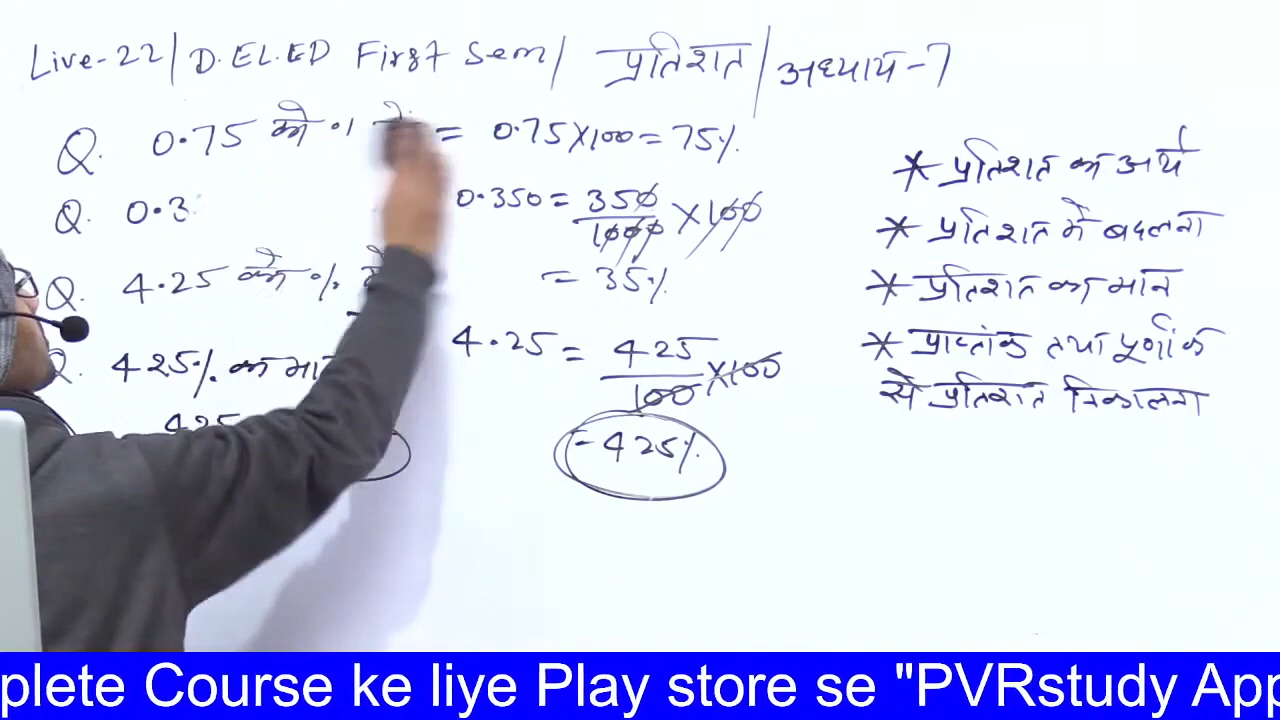 Live-22/ D.EL.ED First Sem/ प्रतिशत/ अध्याय-7
Q. 0.75 को % = 0.75×100=75%
Q. 0.3 0.350 = 350/1000 ×100
= 35%
Q. 4.25 को %
4.25 = 425/100 ×100
= 425%
Q. 425% का मा
425
* प्रतिशत का अर्थ
* प्रतिशत में बदलना
* प्रतिशत का मान
* प्राप्तांक तथा पूर्णांक
से प्रतिशत निकालना
plete Course ke liye Play store se "PVRstudy App